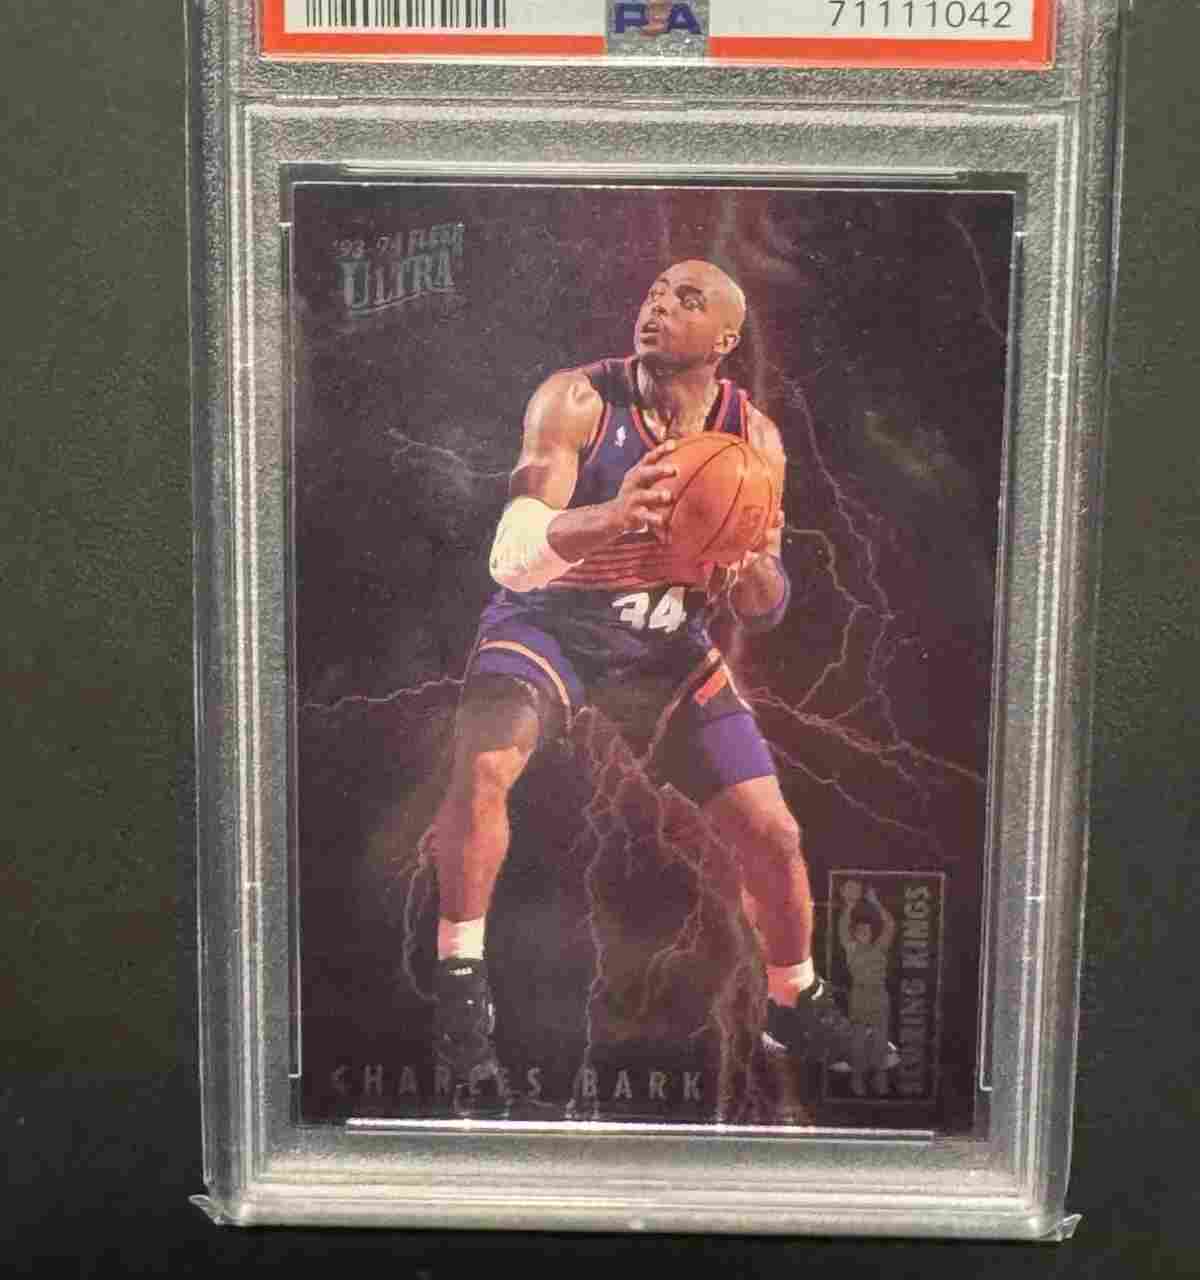 PSA
71111042
'93-94 FLEER
ULTRA
34
CHARLES BARK
SCORING KINGS